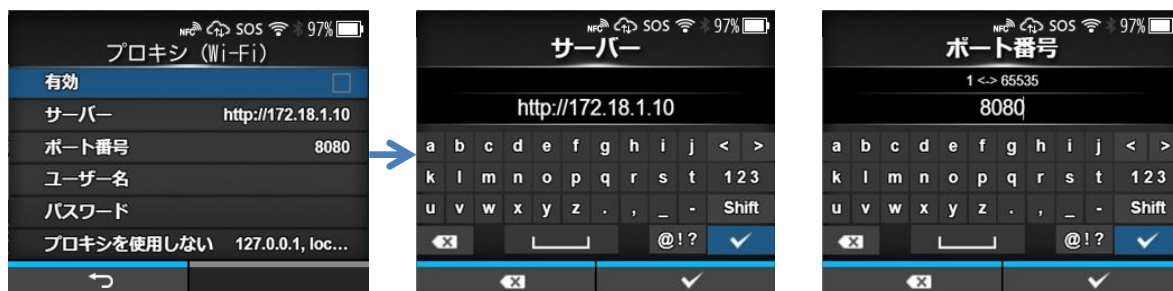 NFC SOS 97%
プロキシ (Wi-Fi)
有効
サーバー http://172.18.1.10
ポート番号 8080
ユーザー名
パスワード
プロキシを使用しない 127.0.0.1, loc...
NFC SOS 97%
サーバー
http://172.18.1.10
a b c d e f g h i j < >
k l m n o p q r s t 123
u v w x y z . , _ - Shift
@!?
NFC SOS 97%
ポート番号
1 <-> 65535
8080
a b c d e f g h i j < >
k l m n o p q r s t 123
u v w x y z . , _ - Shift
@!?